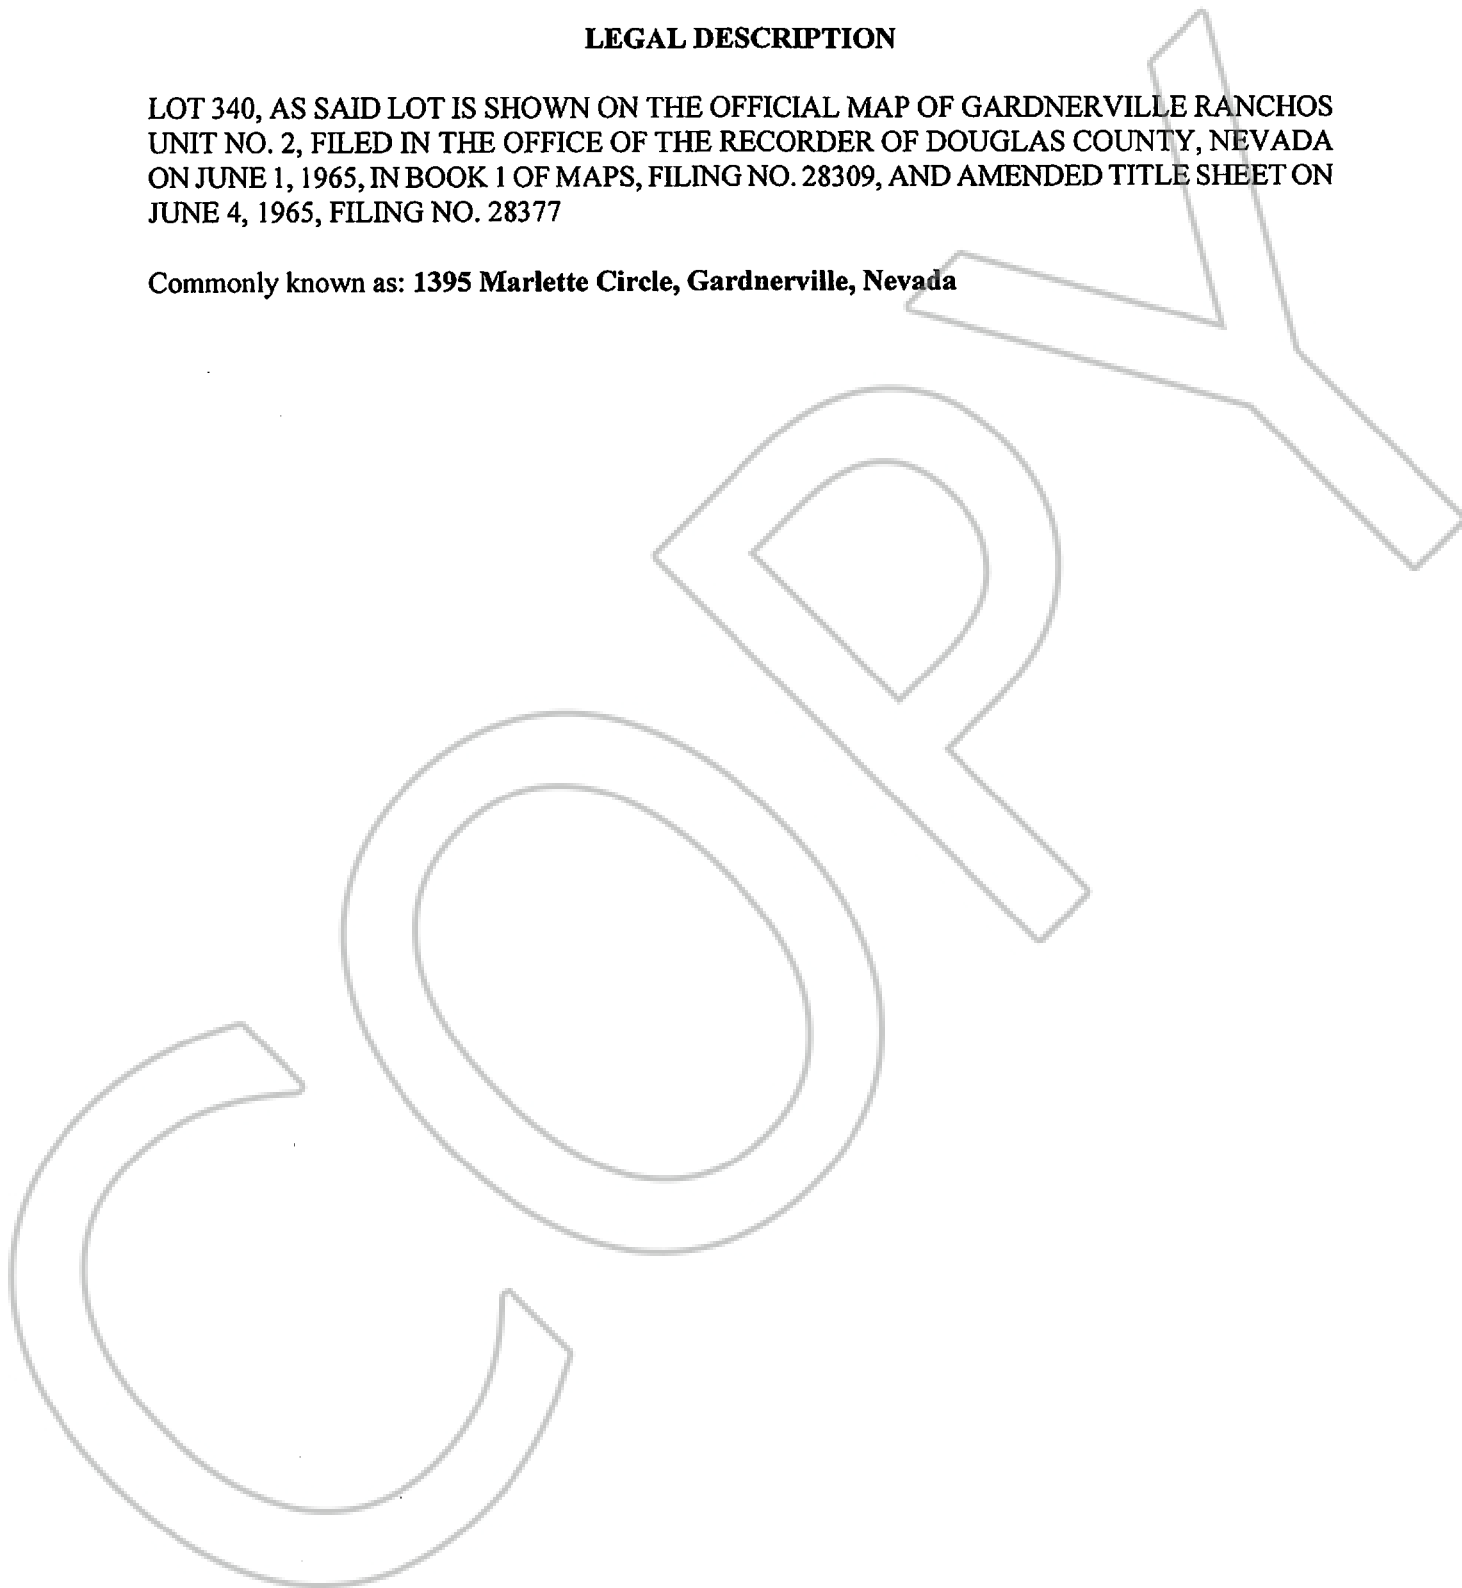 LEGAL DESCRIPTION
LOT 340, AS SAID LOT IS SHOWN ON THE OFFICIAL MAP OF GARDNERVILLE RANCHOS
UNIT NO. 2, FILED IN THE OFFICE OF THE RECORDER OF DOUGLAS COUNTY, NEVADA
ON JUNE 1, 1965, IN BOOK 1 OF MAPS, FILING NO. 28309, AND AMENDED TITLE SHEET ON
JUNE 4, 1965, FILING NO. 28377
Commonly known as: 1395 Marlette Circle, Gardnerville, Nevada
COPY